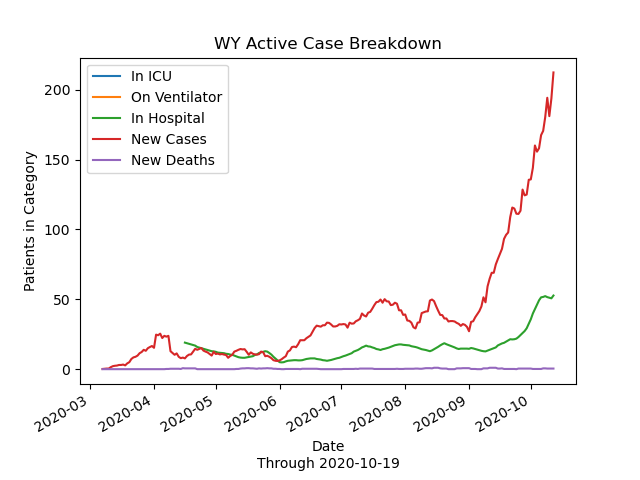 WY Active Case Breakdown
In ICU
On Ventilator
In Hospital
New Cases
New Deaths
Patients in Category
200
150
100
50
0
2020-03
2020-04
2020-05
2020-06
2020-07
2020-08
2020-09
2020-10
Date
Through 2020-10-19